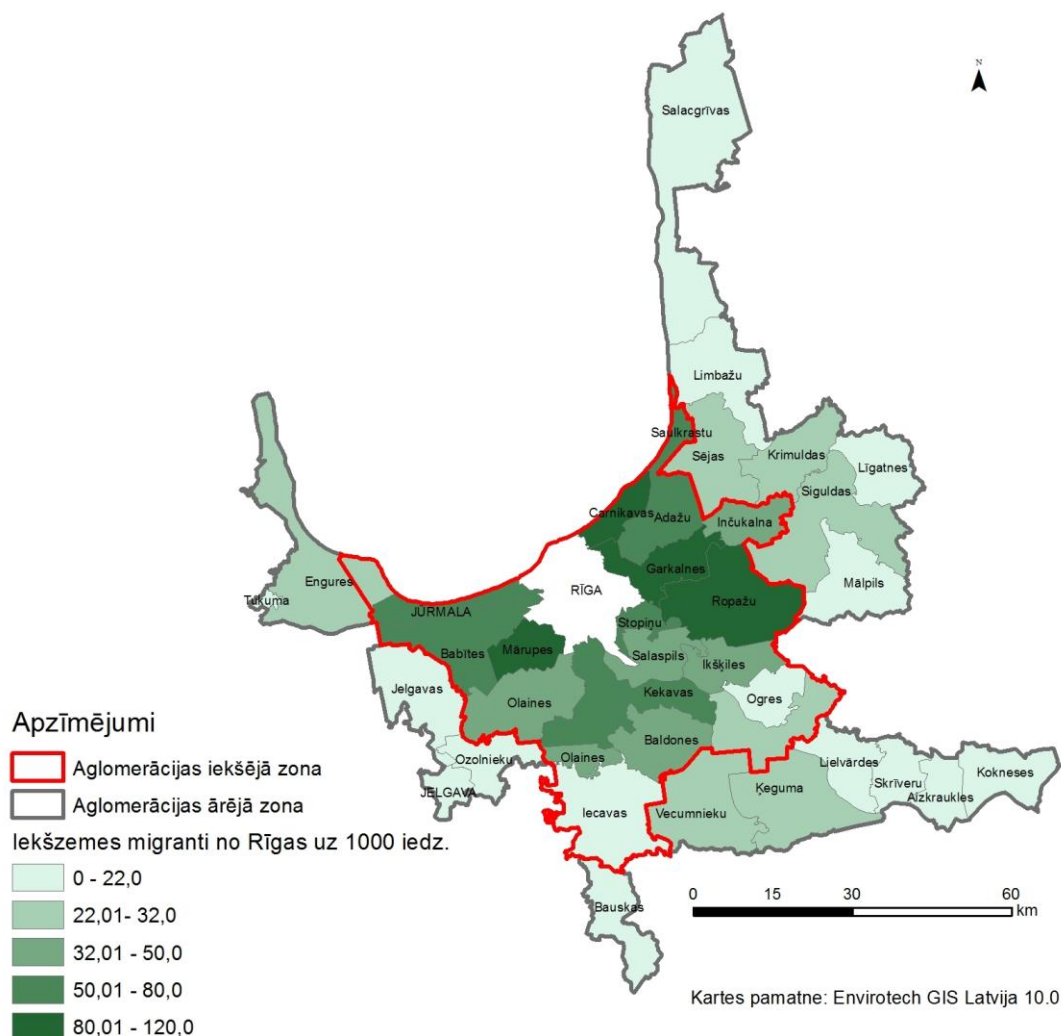 N
Salacgrīvas
Limbažu
Saulkrastu
Sējas
Krimuldas
Līgatnes
Siguldas
Carnikavas
Adažu
Inčukalna
Garkalnes
Mālpils
Engures
Tukuma
RĪGA
Ropažu
JŪRMALA
Stopiņu
Mārupes
Babītes
Salaspils
Ikšķiles
Jelgavas
Olaines
Ķekavas
Ogres
Baldones
Ozolnieku
Olaines
Lielvārdes
Kokneses
JELGAVA
Skrīveru
Aizkraukles
Ķeguma
Iecavas
Vecumnieku
Bauskas
Apzīmējumi
Aglomerācijas iekšējā zona
Aglomerācijas ārējā zona
Iekšzemes migranti no Rīgas uz 1000 iedz.
0 - 22,0
22,01- 32,0
32,01 - 50,0
50,01 - 80,0
80,01 - 120,0
0 15 30 60
km
Kartes pamatne: Envirotech GIS Latvija 10.0